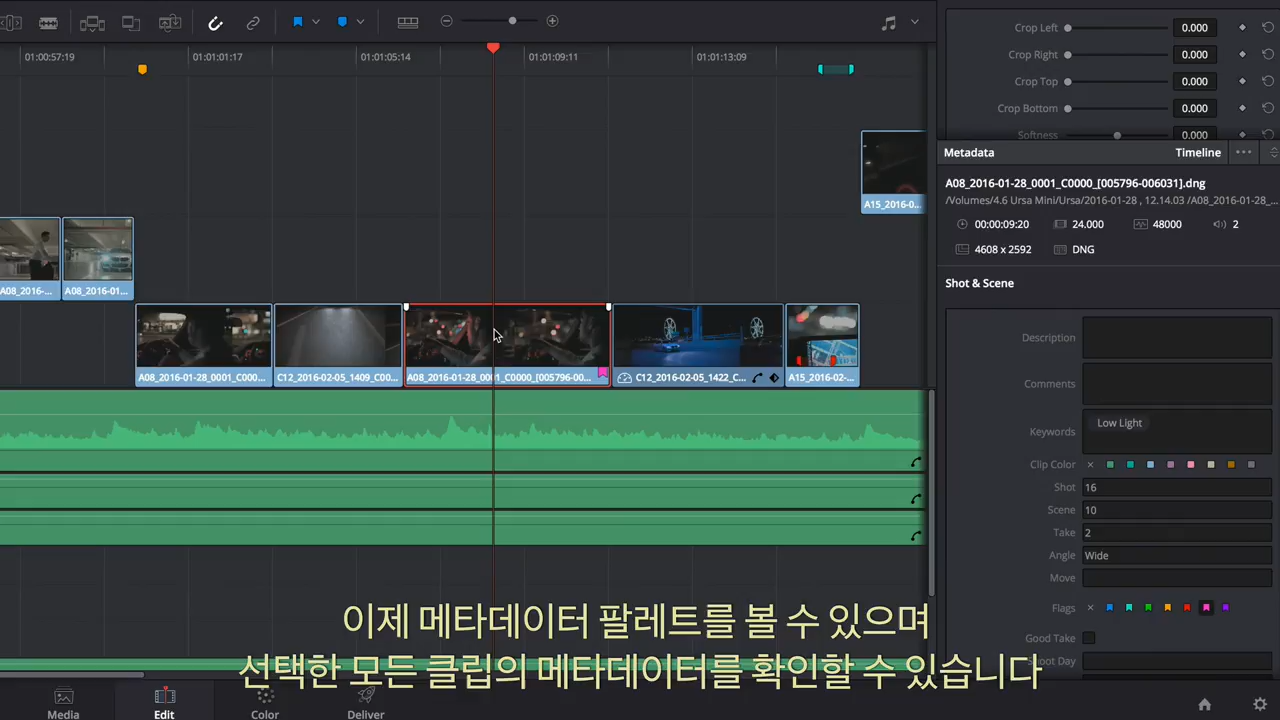 01:00:57:19
01:01:01:17
01:01:05:14
01:01:09:11
01:01:13:09
Crop Left 0.000
Crop Right 0.000
Crop Top 0.000
Crop Bottom 0.000
Softness 0.000
Metadata Timeline
A08_2016-01-28_0001_C0000_[005796-006031].dng
/Volumes/4.6 Ursa Mini/Ursa/2016-01-28 , 12.14.03 /A08_2016-01-28_...
00:00:09:20 24.000 48000 2
4608 x 2592 DNG
Shot & Scene
Description
Comments
Keywords Low Light
Clip Color
Shot 16
Scene 10
Take 2
Angle Wide
Move
Flags
Good Take
Shoot Day
A15_2016-0...
A08_2016-...
A08_2016-01...
A08_2016-01-28_0001_C000...
C12_2016-02-05_1409_C00...
A08_2016-01-28_0001_C0000_[005796-00...
C12_2016-02-05_1422_C...
A15_2016-02-...
이제 메타데이터 팔레트를 볼 수 있으며
선택한 모든 클립의 메타데이터를 확인할 수 있습니다
Media
Edit
Color
Deliver